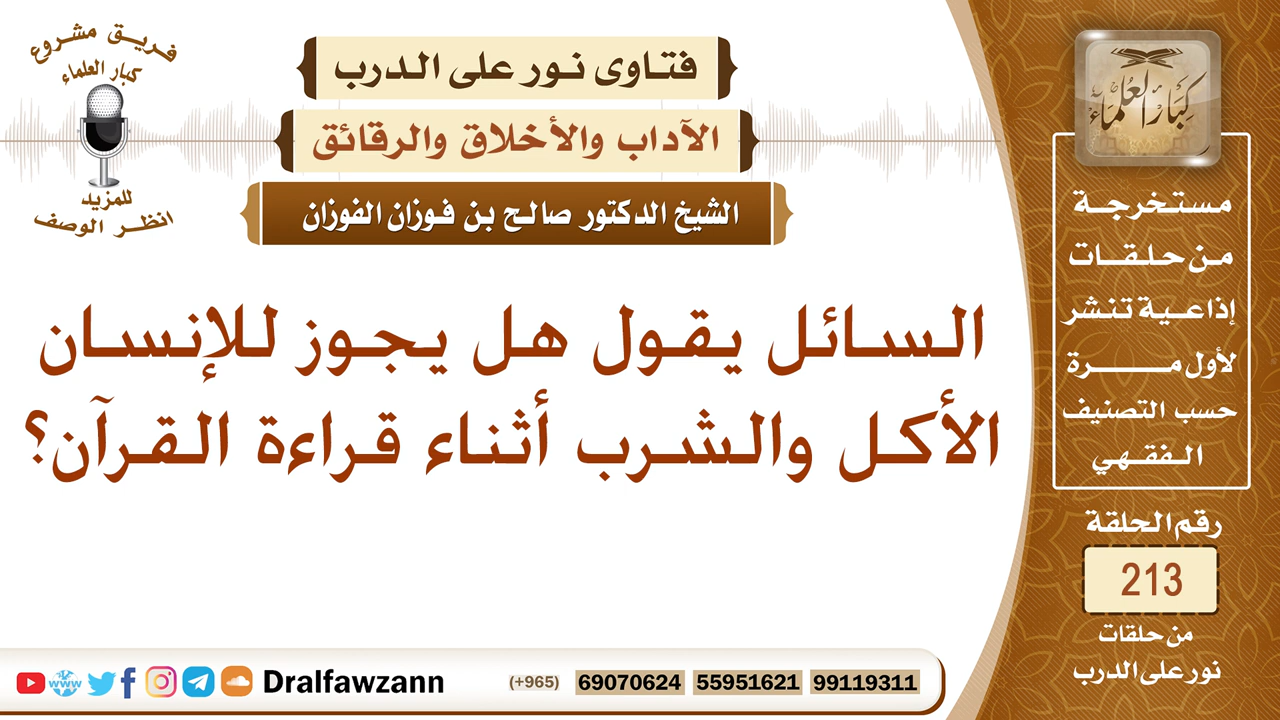 فريق مشروع
كبار العلماء
للمزيد
انظر الوصف
فتاوى نور على الدرب
الآداب والأخلاق والرقائق
الشيخ الدكتور صالح بن فوزان الفوزان
السائل يقول هل يجوز للإنسان
الأكل والشرب أثناء قراءة القرآن؟
كبار العلماء
مستخرجة
من حلقات
إذاعية تنشر
لأول مرة
حسب التصنيف
الفقهي
رقم الحلقة
213
من حلقات
نور على الدرب
www Dralfawzann (+965) 69070624 55951621 99119311